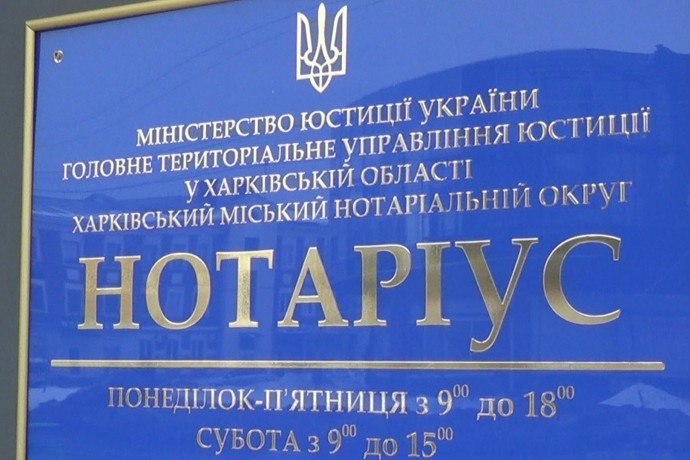 МІНІСТЕРСТВО ЮСТИЦІЇ УКРАЇНИ
ГОЛОВНЕ ТЕРИТОРІАЛЬНЕ УПРАВЛІННЯ ЮСТИЦІЇ
У ХАРКІВСЬКІЙ ОБЛАСТІ
ХАРКІВСЬКИЙ МІСЬКИЙ НОТАРІАЛЬНИЙ ОКРУГ
НОТАРІУС
ПОНЕДІЛОК-П'ЯТНИЦЯ з 9⁰⁰ до 18⁰⁰
СУБОТА з 9⁰⁰ до 15⁰⁰